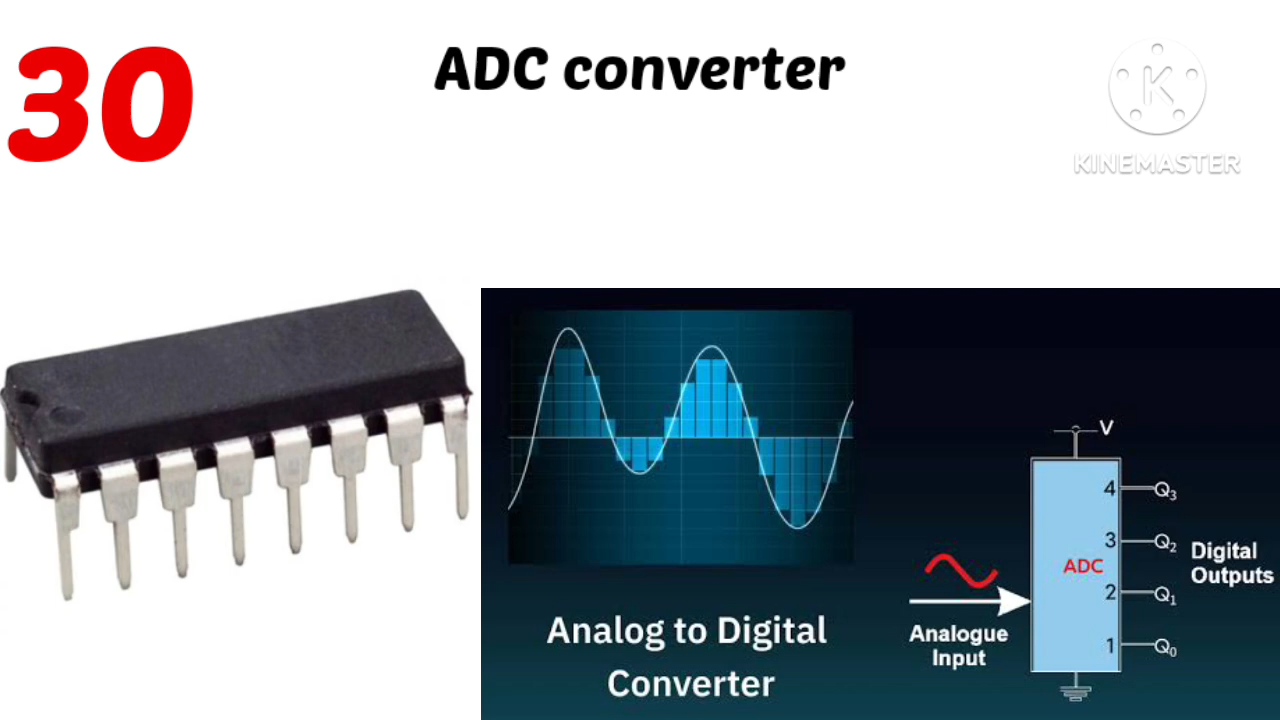 30
ADC converter
K
KINEMASTER
Analog to Digital
Converter
V
4 Q3
3 Q2
ADC
2 Q1
1 Q0
Digital
Outputs
Analogue
Input